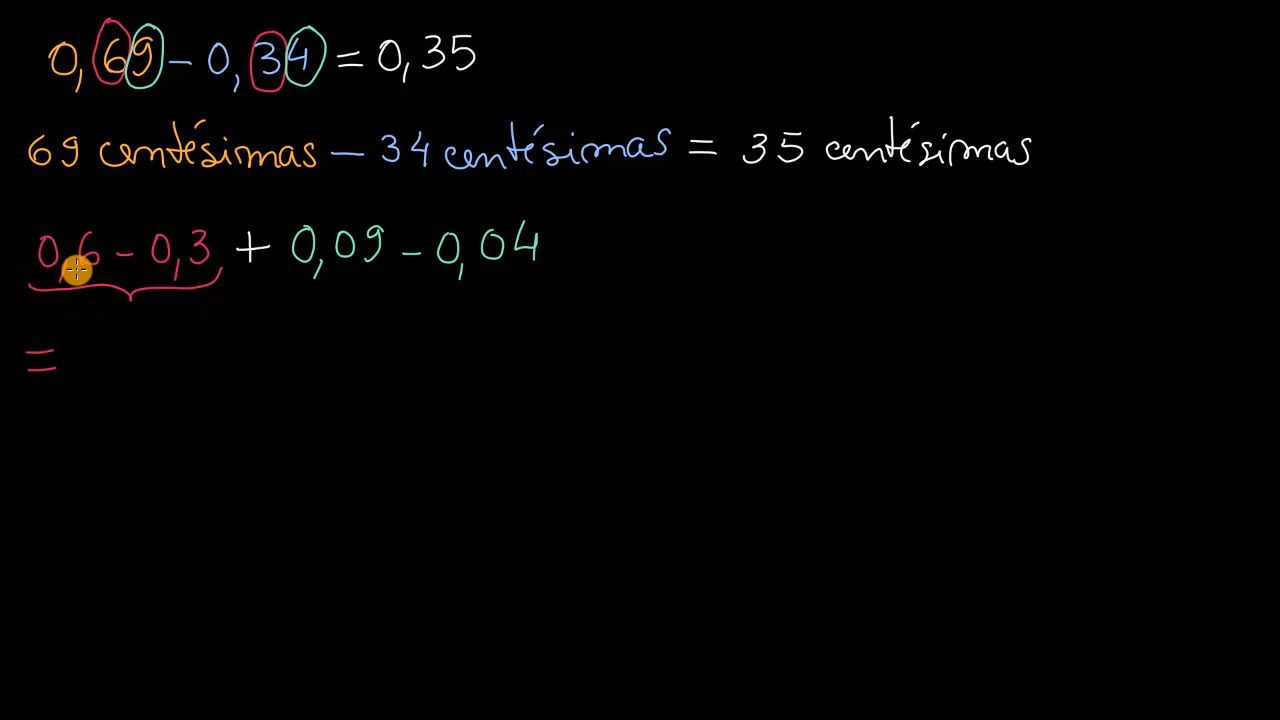 0,69 - 0,34 = 0,35
69 centésimas - 34 centésimas = 35 centésimas
0,6 - 0,3 + 0,09 - 0,04
=